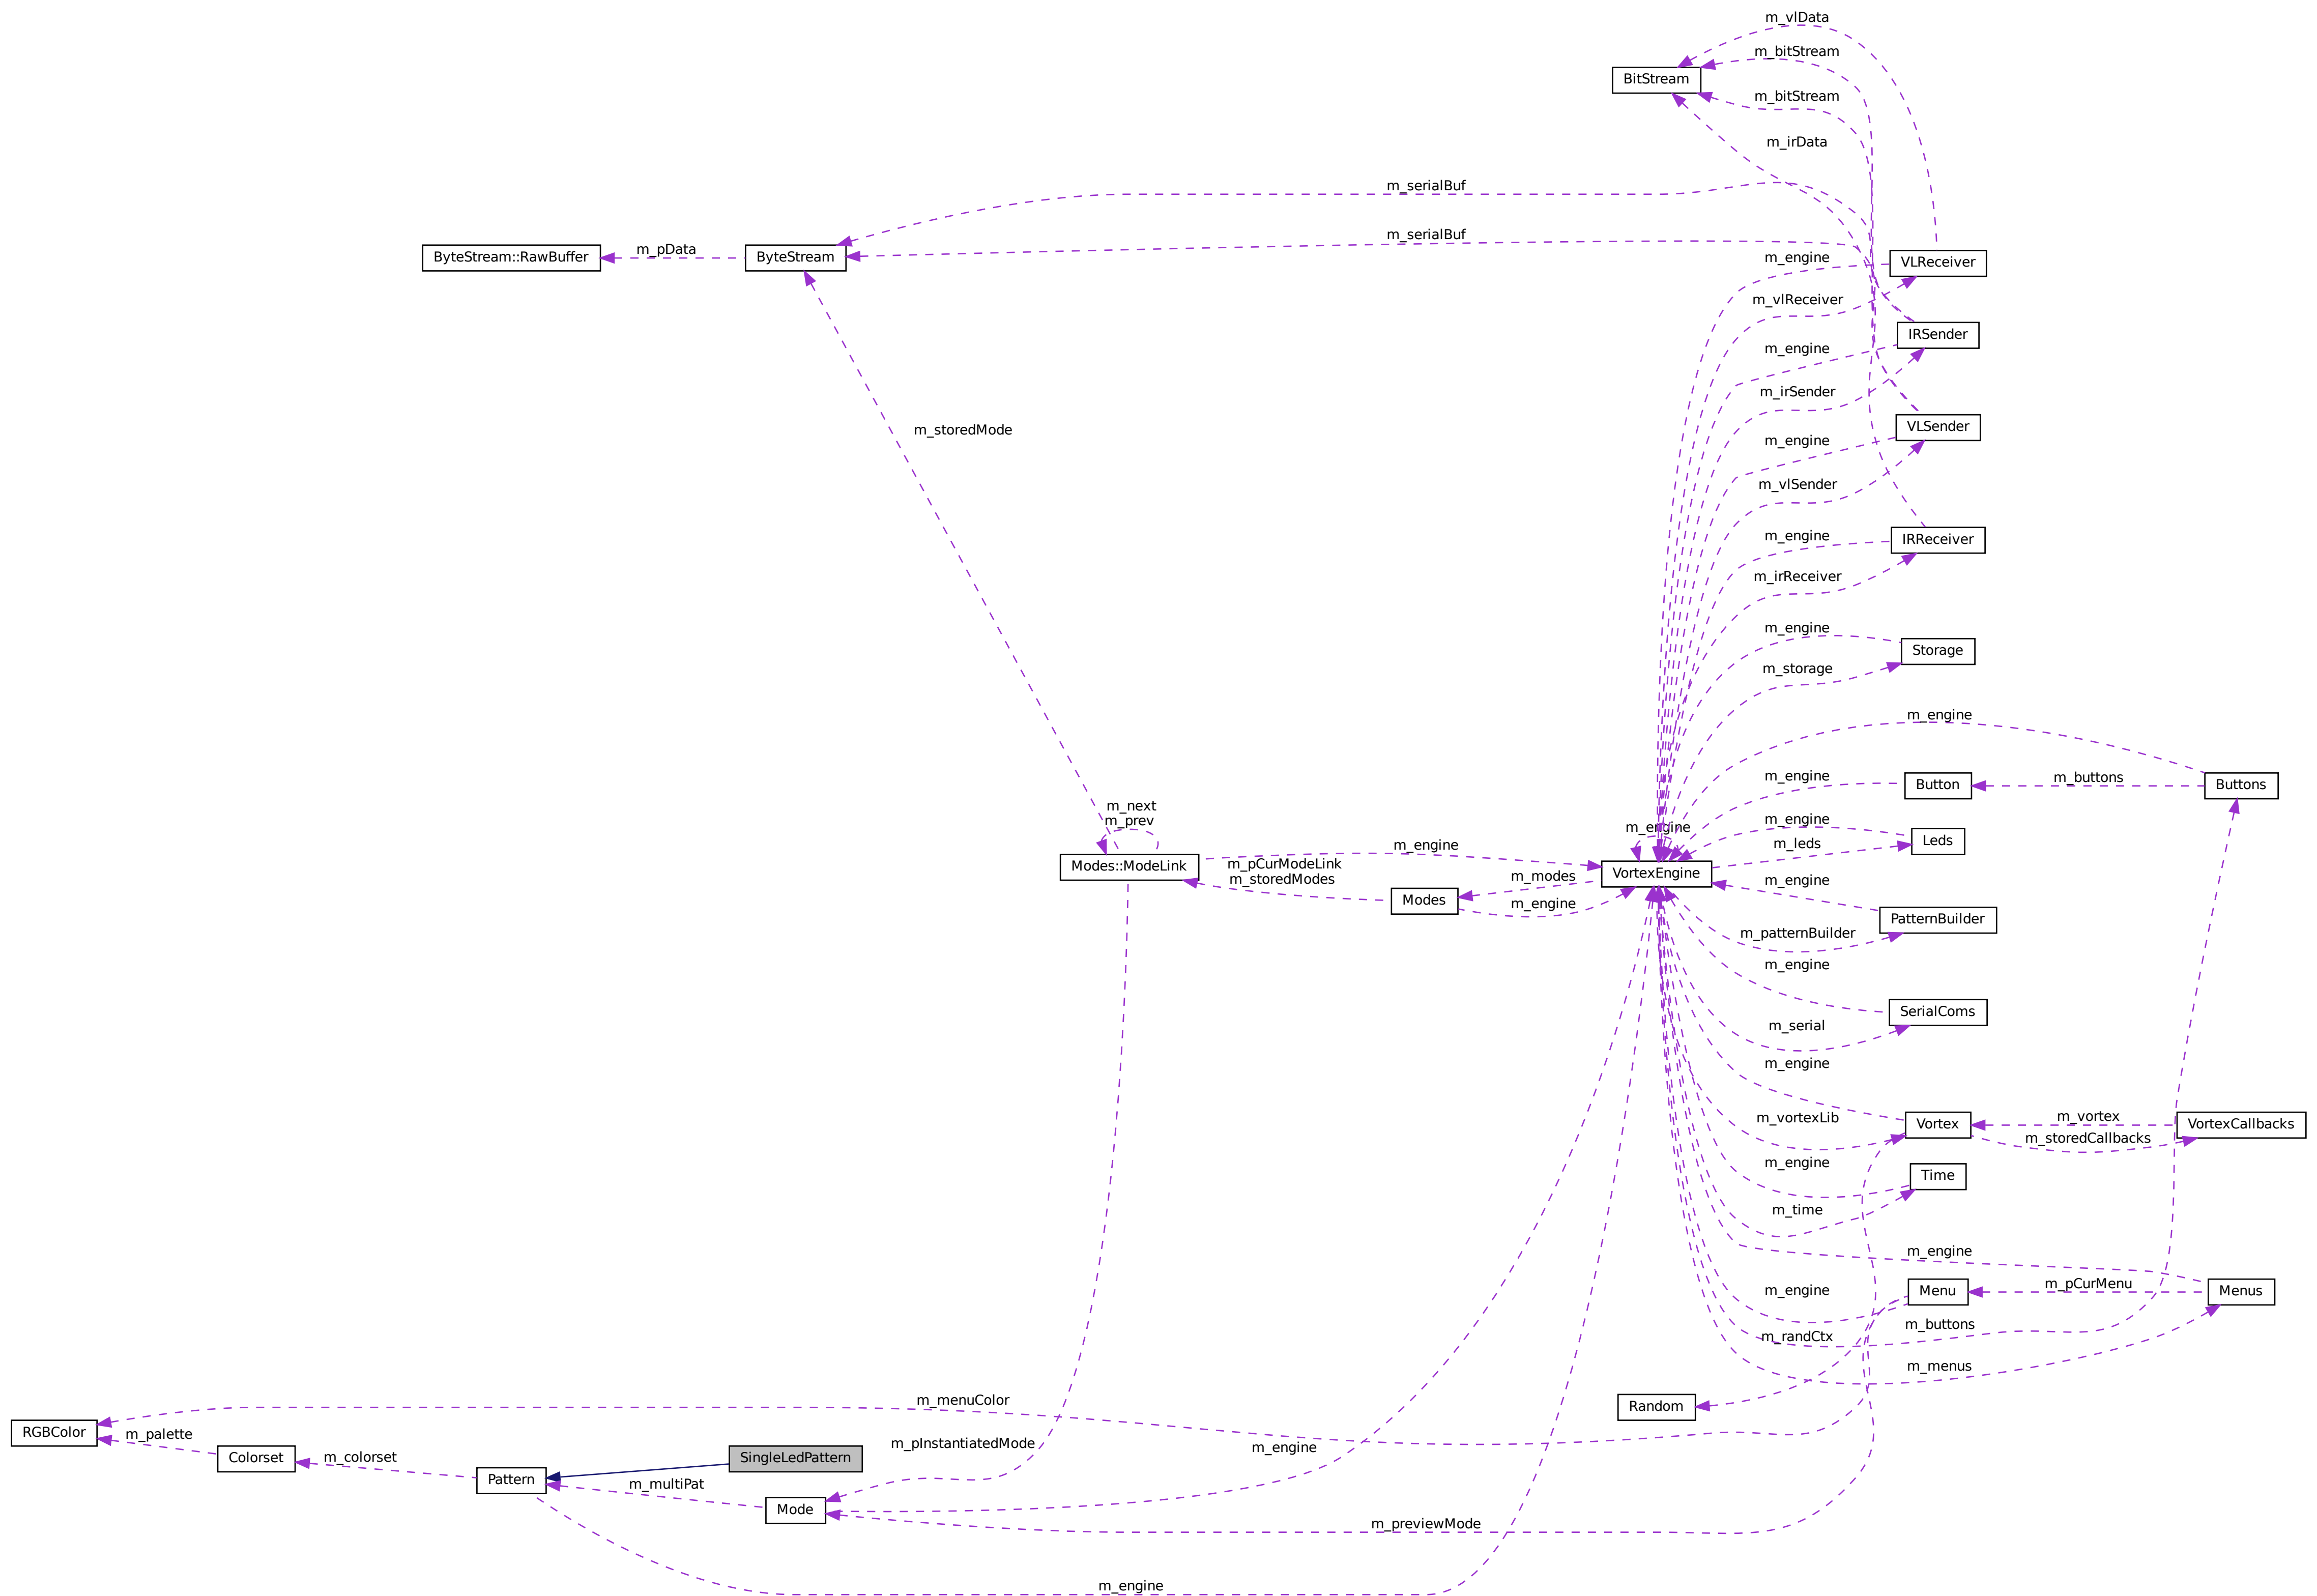 m_vlData
m_bitStream
BitStream
m_bitStream
m_irData
m_serialBuf
m_serialBuf
ByteStream::RawBuffer
m_pData
ByteStream
m_engine
VLReceiver
m_vlReceiver
IRSender
m_engine
m_irSender
VLSender
m_storedMode
m_engine
m_vlSender
m_engine
IRReceiver
m_irReceiver
m_engine
Storage
m_storage
m_engine
m_engine
Button
m_buttons
Buttons
m_next
m_prev
m_engine
m_engine
Leds
m_leds
m_engine
Modes::ModeLink
m_pCurModeLink
m_storedModes
m_modes
VortexEngine
m_engine
Modes
m_engine
PatternBuilder
m_patternBuilder
m_engine
SerialComs
m_serial
m_engine
m_vortexLib
Vortex
m_vortex
m_storedCallbacks
VortexCallbacks
m_engine
Time
m_time
m_engine
m_engine
Menu
m_pCurMenu
Menus
m_randCtx
m_buttons
m_menus
m_menuColor
Random
RGBColor
m_palette
Colorset
m_colorset
SingleLedPattern
m_pInstantiatedMode
m_engine
Pattern
m_multiPat
Mode
m_previewMode
m_engine